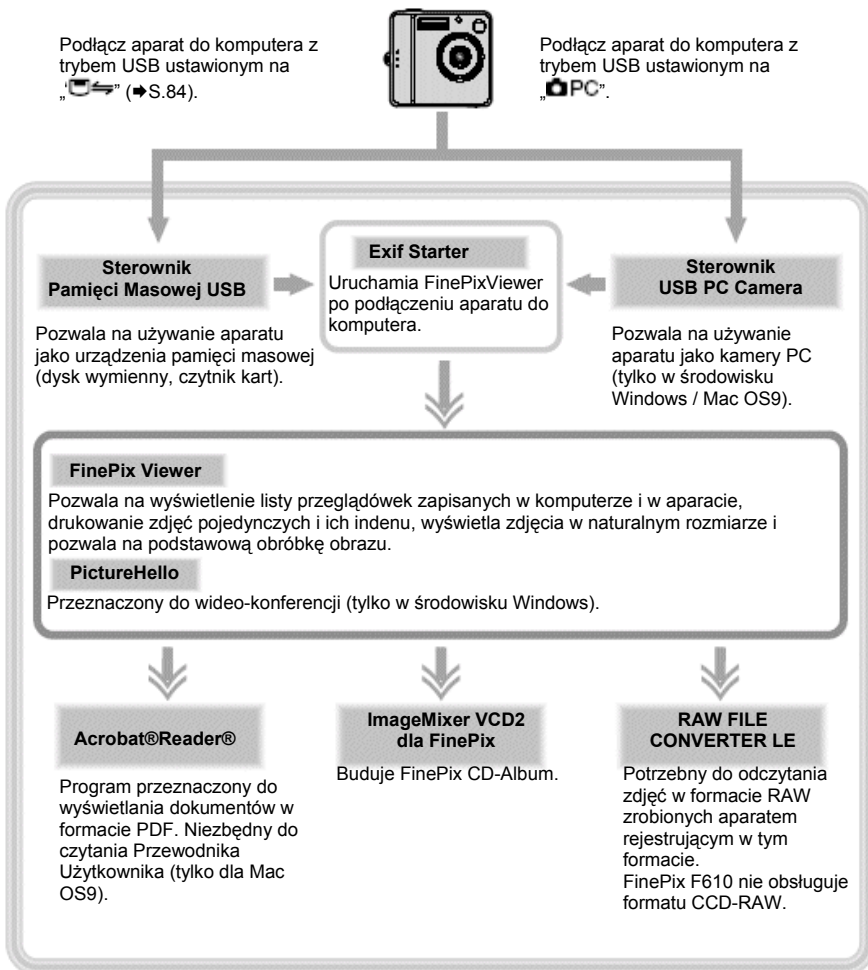 Podłącz aparat do komputera z
trybem USB ustawionym na
„⇋” (➡S.84).
Podłącz aparat do komputera z
trybem USB ustawionym na
„PC”.
Sterownik
Pamięci Masowej USB
Pozwala na używanie aparatu
jako urządzenia pamięci masowej
(dysk wymienny, czytnik kart).
Exif Starter
Uruchamia FinePixViewer
po podłączeniu aparatu do
komputera.
Sterownik
USB PC Camera
Pozwala na używanie
aparatu jako kamery PC
(tylko w środowisku
Windows / Mac OS9).
FinePix Viewer
Pozwala na wyświetlenie listy przeglądówek zapisanych w komputerze i w aparacie,
drukowanie zdjęć pojedynczych i ich indenu, wyświetla zdjęcia w naturalnym rozmiarze i
pozwala na podstawową obróbkę obrazu.
PictureHello
Przeznaczony do wideo-konferencji (tylko w środowisku Windows).
Acrobat®Reader®
Program przeznaczony do
wyświetlania dokumentów w
formacie PDF. Niezbędny do
czytania Przewodnika
Użytkownika (tylko dla Mac
OS9).
ImageMixer VCD2
dla FinePix
Buduje FinePix CD-Album.
RAW FILE
CONVERTER LE
Potrzebny do odczytania
zdjęć w formacie RAW
zrobionych aparatem
rejestrującym w tym
formacie.
FinePix F610 nie obsługuje
formatu CCD-RAW.